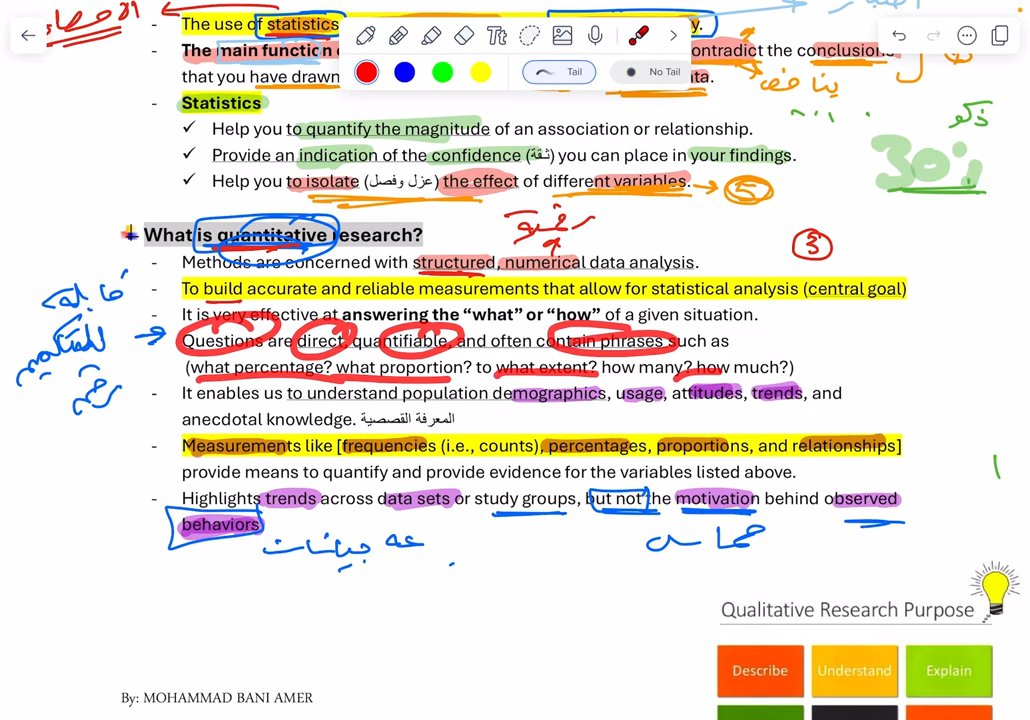 الاحصاء
- The use of statistics y.
- The main function contradict the conclusions
that you have drawn ta.
يناقض
- Statistics
✓ Help you to quantify the magnitude of an association or relationship.
ذكور
✓ Provide an indication of the confidence (ثقة) you can place in your findings.
30%
✓ Help you to isolate (عزل وفصل) the effect of different variables. → 5
What is quantitative research?
3
- Methods are concerned with structured, numerical data analysis.
- To build accurate and reliable measurements that allow for statistical analysis (central goal)
- It is very effective at answering the “what” or “how” of a given situation.
- Questions are direct, quantifiable, and often contain phrases such as
(what percentage? what proportion? to what extent? how many? how much?)
- It enables us to understand population demographics, usage, attitudes, trends, and
anecdotal knowledge. المعرفة القصصية
- Measurements like [frequencies (i.e., counts), percentages, proportions, and relationships]
provide means to quantify and provide evidence for the variables listed above.
- Highlights trends across data sets or study groups, but not the motivation behind observed
behaviors
Qualitative Research Purpose
Describe Understand Explain
By: MOHAMMAD BANI AMER
Tail No Tail